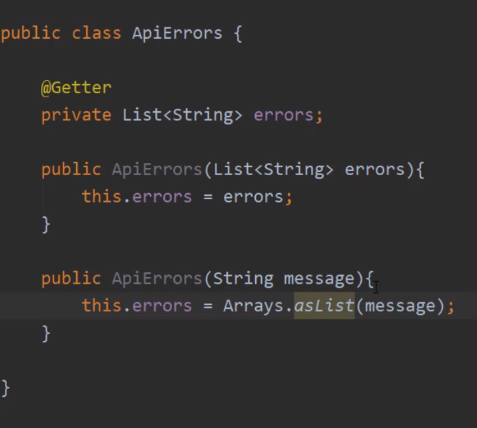 public class ApiErrors {
@Getter
private List<String> errors;
public ApiErrors(List<String> errors){
this.errors = errors;
}
public ApiErrors(String message){
this.errors = Arrays.asList(message);
}
}